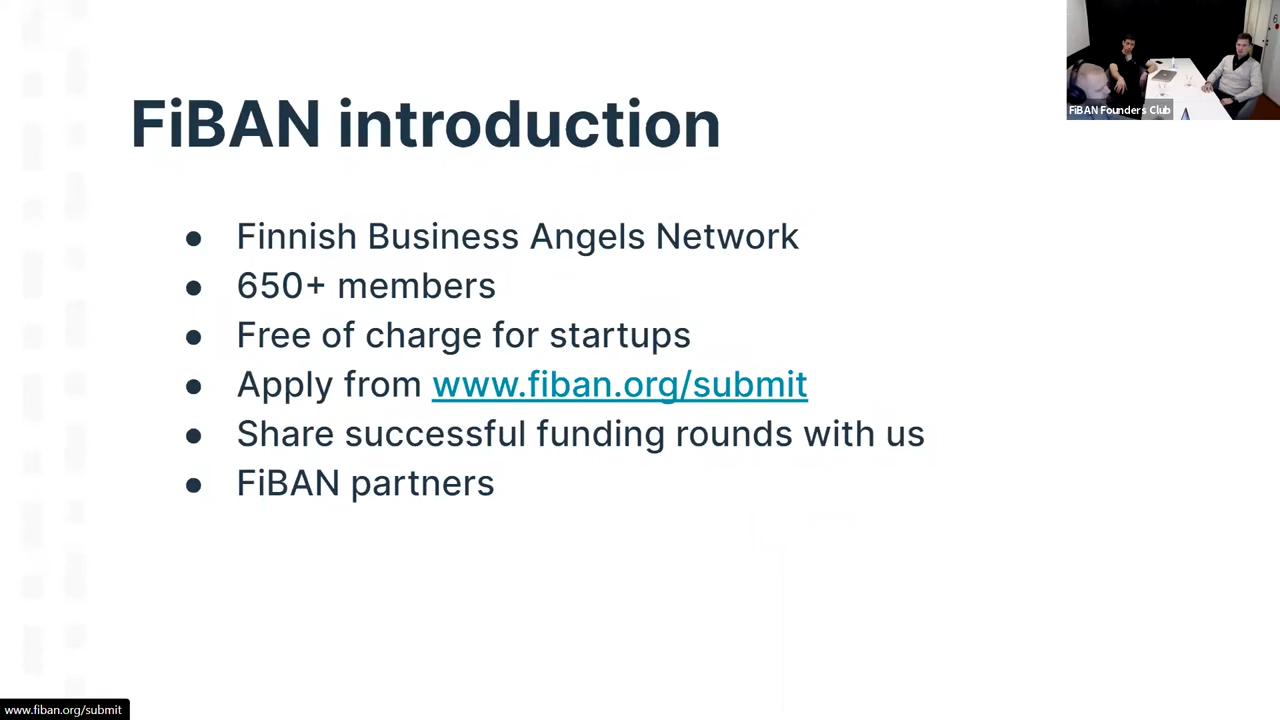 FiBAN introduction
● Finnish Business Angels Network
● 650+ members
● Free of charge for startups
● Apply from www.fiban.org/submit
● Share successful funding rounds with us
● FiBAN partners
FiBAN Founders Club
www.fiban.org/submit